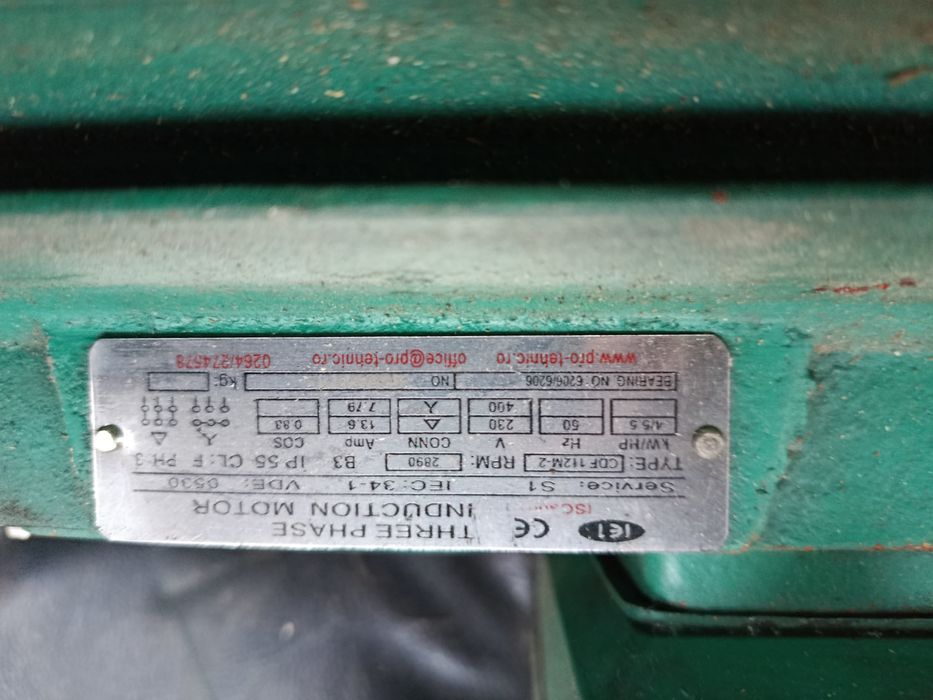 IE1 CE THREE PHASE
INDUCTION MOTOR
Service: S1 IEC: 34-1 VDE: 0530
TYPE: CDF112M-2 RPM: 2890 B3 IP 55 CL: F PH 3
kW/HP Hz V CONN Amp COS
4/5.5 50 230 Δ 13.6 0.83
400 Y 7.79
Δ Y
BEARING NO: 6206/6206 NO kg:
www.pro-tehnic.ro office@pro-tehnic.ro 0264/274578